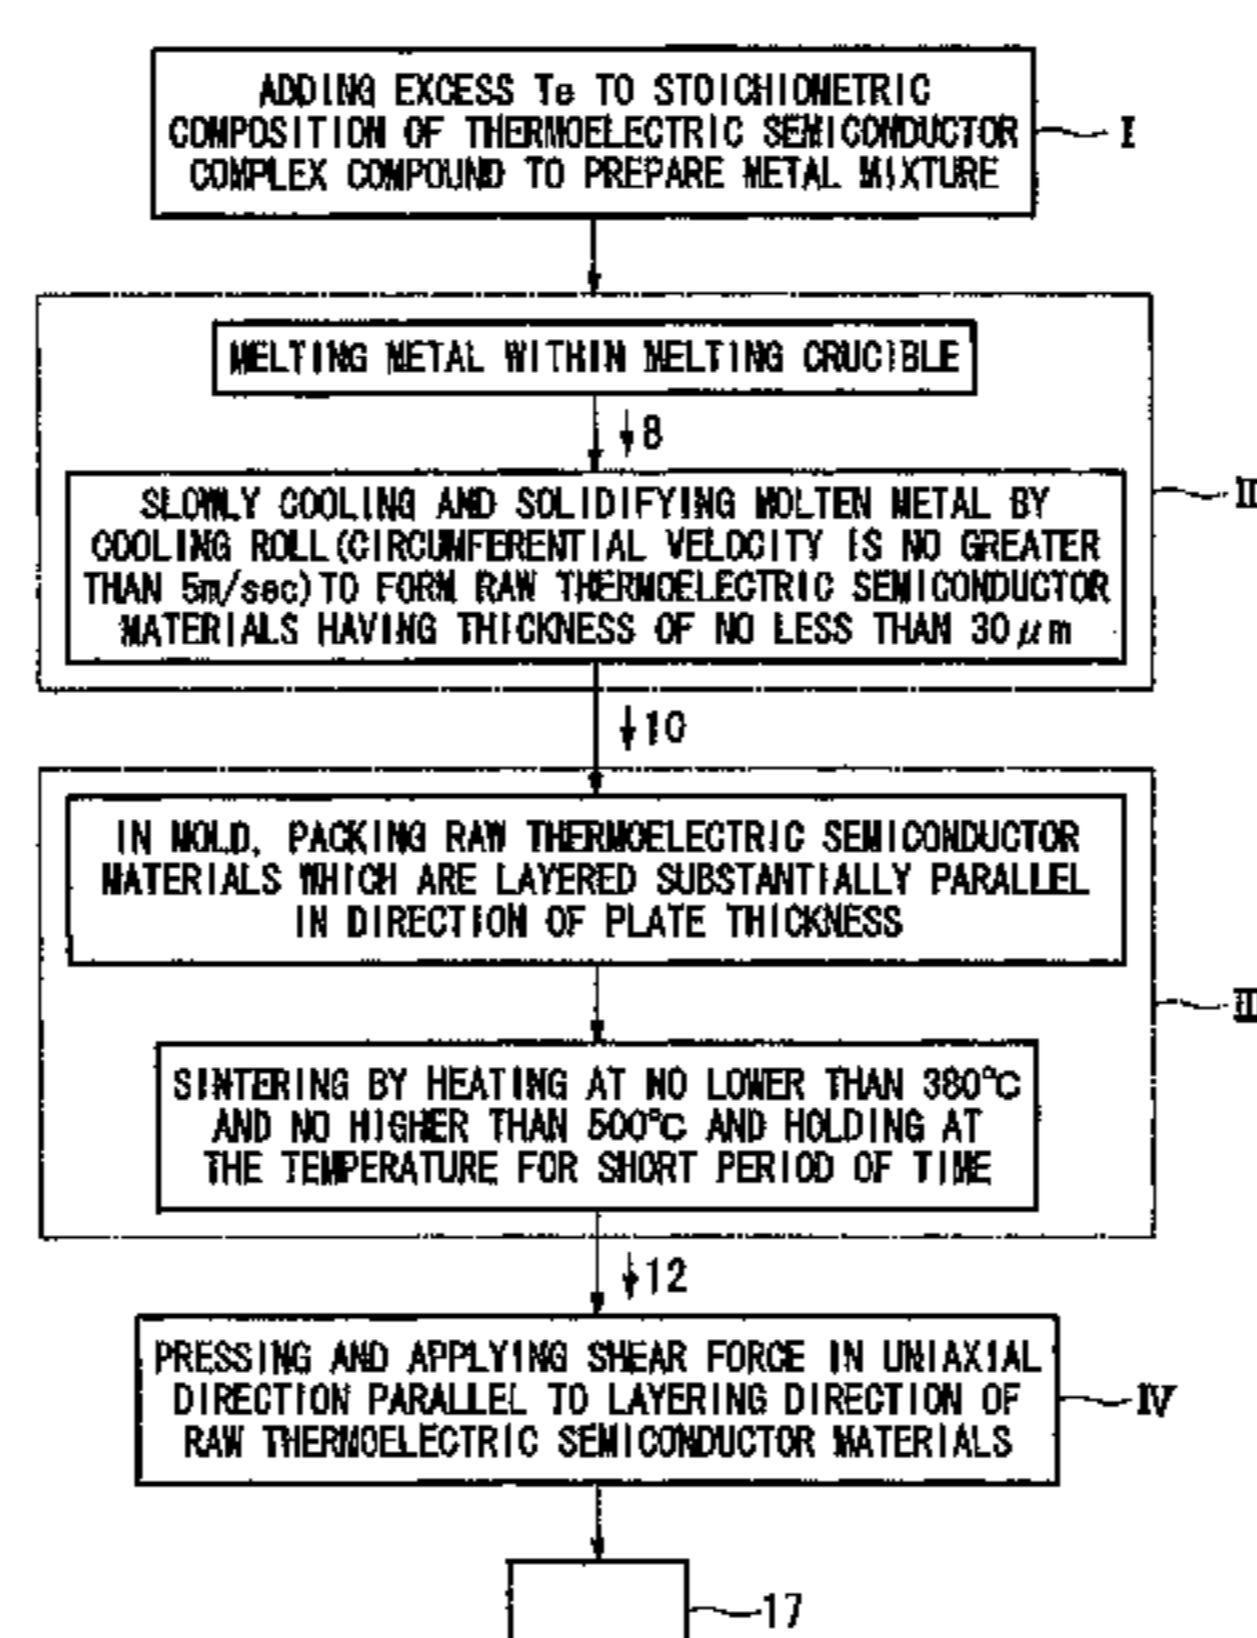 ADDING EXCESS Te TO STOICHIOMETRIC
COMPOSITION OF THERMOELECTRIC SEMICONDUCTOR
COMPLEX COMPOUND TO PREPARE METAL MIXTURE
I
MELTING METAL WITHIN MELTING CRUCIBLE
8
SLOWLY COOLING AND SOLIDIFYING MOLTEN METAL BY
COOLING ROLL(CIRCUMFERENTIAL VELOCITY IS NO GREATER
THAN 5m/sec)TO FORM RAW THERMOELECTRIC SEMICONDUCTOR
MATERIALS HAVING THICKNESS OF NO LESS THAN 30μm
II
10
IN MOLD, PACKING RAW THERMOELECTRIC SEMICONDUCTOR
MATERIALS WHICH ARE LAYERED SUBSTANTIALLY PARALLEL
IN DIRECTION OF PLATE THICKNESS
SINTERING BY HEATING AT NO LOWER THAN 380℃
AND NO HIGHER THAN 500℃ AND HOLDING AT
THE TEMPERATURE FOR SHORT PERIOD OF TIME
12
PRESSING AND APPLYING SHEAR FORCE IN UNIAXIAL
DIRECTION PARALLEL TO LAYERING DIRECTION OF
RAW THERMOELECTRIC SEMICONDUCTOR MATERIALS
IV
17